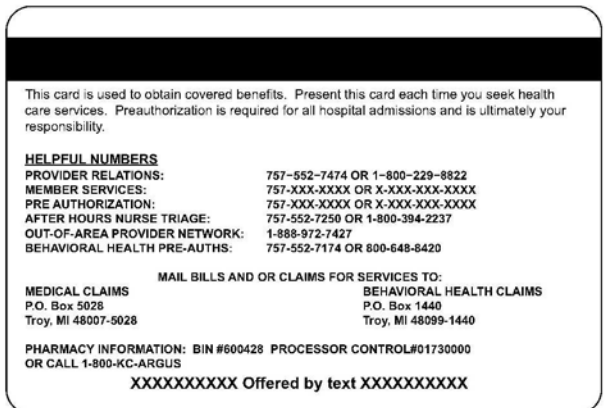 This card is used to obtain covered benefits.  Present this card each time you seek health
care services.  Preauthorization is required for all hospital admissions and is ultimately your
responsibility.
HELPFUL NUMBERS
PROVIDER RELATIONS: 757-552-7474 OR 1-800-229-8822
MEMBER SERVICES: 757-XXX-XXXX OR X-XXX-XXX-XXXX
PRE AUTHORIZATION: 757-XXX-XXXX OR X-XXX-XXX-XXXX
AFTER HOURS NURSE TRIAGE: 757-552-7250 OR 1-800-394-2237
OUT-OF-AREA PROVIDER NETWORK: 1-888-972-7427
BEHAVIORAL HEALTH PRE-AUTHS: 757-552-7174 OR 800-648-8420
MAIL BILLS AND OR CLAIMS FOR SERVICES TO:
MEDICAL CLAIMS BEHAVIORAL HEALTH CLAIMS
P.O. Box 5028 P.O. Box 1440
Troy, MI 48007-5028 Troy, MI 48099-1440
PHARMACY INFORMATION:  BIN #600428  PROCESSOR CONTROL#01730000
OR CALL 1-800-KC-ARGUS
XXXXXXXXXX Offered by text XXXXXXXXXX